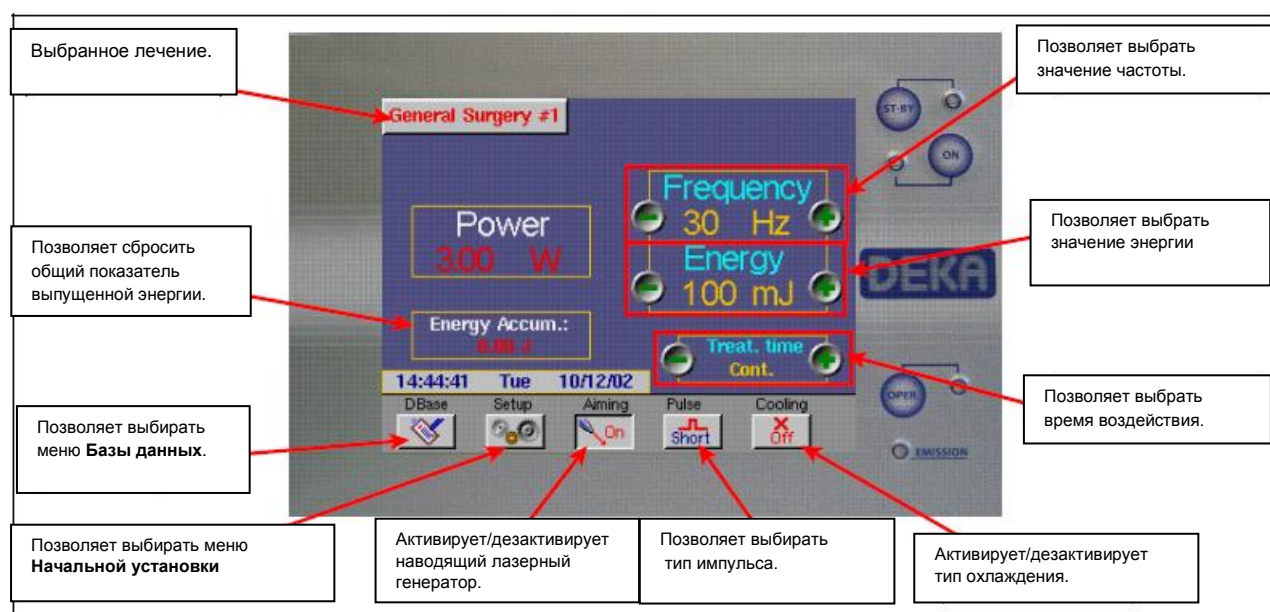 Выбранное лечение.
Позволяет выбрать
значение частоты.
General Surgery #1
ST-BY
ON
Frequency
30 Hz
Power
3.00 W
Позволяет выбрать
значение энергии
Позволяет сбросить
общий показатель
выпущенной энергии.
Energy
100 mJ
DEKA
Energy Accum.:
0.00 J
Treat. time
Cont.
14:44:41 Tue 10/12/02
OPER.
Позволяет выбрать
время воздействия.
DBase Setup Aiming Pulse Cooling
On Short Off
EMISSION
Позволяет выбирать
меню Базы данных.
Позволяет выбирать меню
Начальной установки
Активирует/дезактивирует
наводящий лазерный
генератор.
Позволяет выбирать
тип импульса.
Активирует/дезактивирует
тип охлаждения.